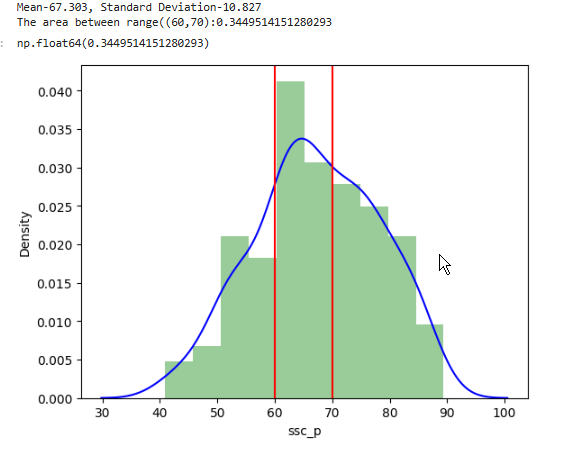 Mean-67.303, Standard Deviation-10.827
The area between range((60,70):0.3449514151280293
: np.float64(0.3449514151280293)
0.040
0.035
0.030
0.025
0.020
0.015
0.010
0.005
0.000
Density
30 40 50 60 70 80 90 100
ssc_p